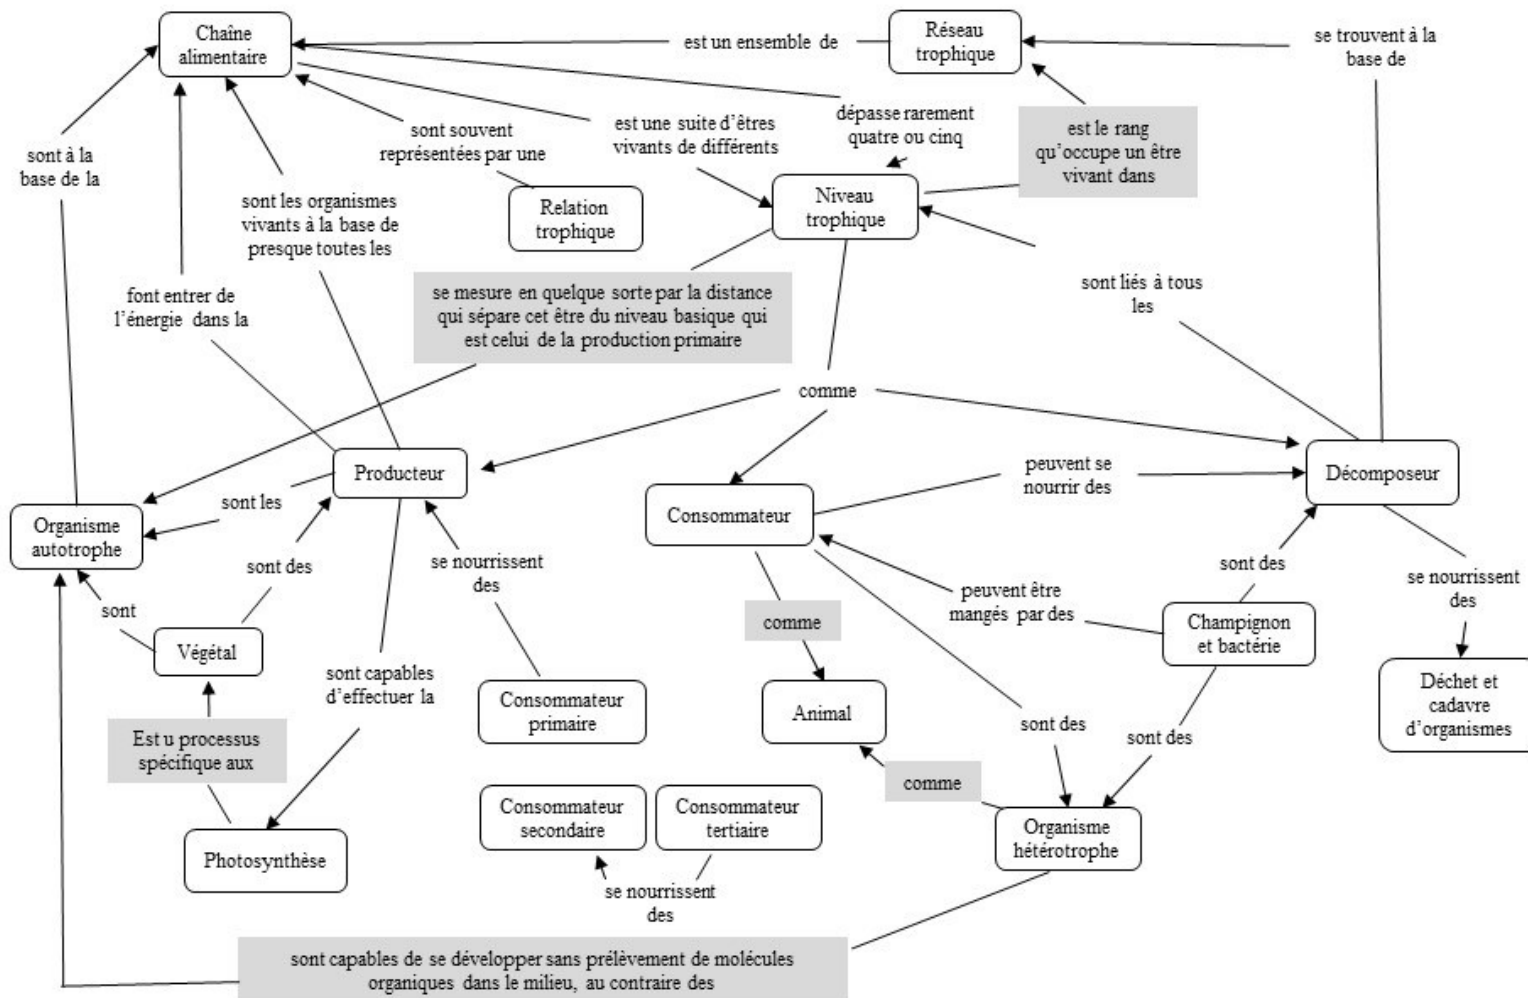 Chaîne
alimentaire
est un ensemble de
Réseau
trophique
se trouvent à la
base de
sont à la
base de la
sont souvent
représentées par une
est une suite d'êtres
vivants de différents
dépasse rarement
quatre ou cinq
est le rang
qu'occupe un être
vivant dans
sont les organismes
vivants à la base de
presque toutes les
Relation
trophique
Niveau
trophique
font entrer de
l'énergie dans la
se mesure en quelque sorte par la distance
qui sépare cet être du niveau basique qui
est celui de la production primaire
sont liés à tous
les
comme
Producteur
peuvent se
nourrir des
Décomposeur
sont les
Organisme
autotrophe
Consommateur
sont des
se nourrissent
des
sont des
se nourrissent
des
sont
peuvent être
mangés par des
Champignon
et bactérie
comme
Végétal
sont capables
d'effectuer la
Consommateur
primaire
Animal
sont des
sont des
Déchet et
cadavre
d'organismes
Est u processus
spécifique aux
comme
Consommateur
secondaire
Consommateur
tertiaire
Organisme
hétérotrophe
Photosynthèse
se nourrissent
des
sont capables de se développer sans prélèvement de molécules
organiques dans le milieu, au contraire des